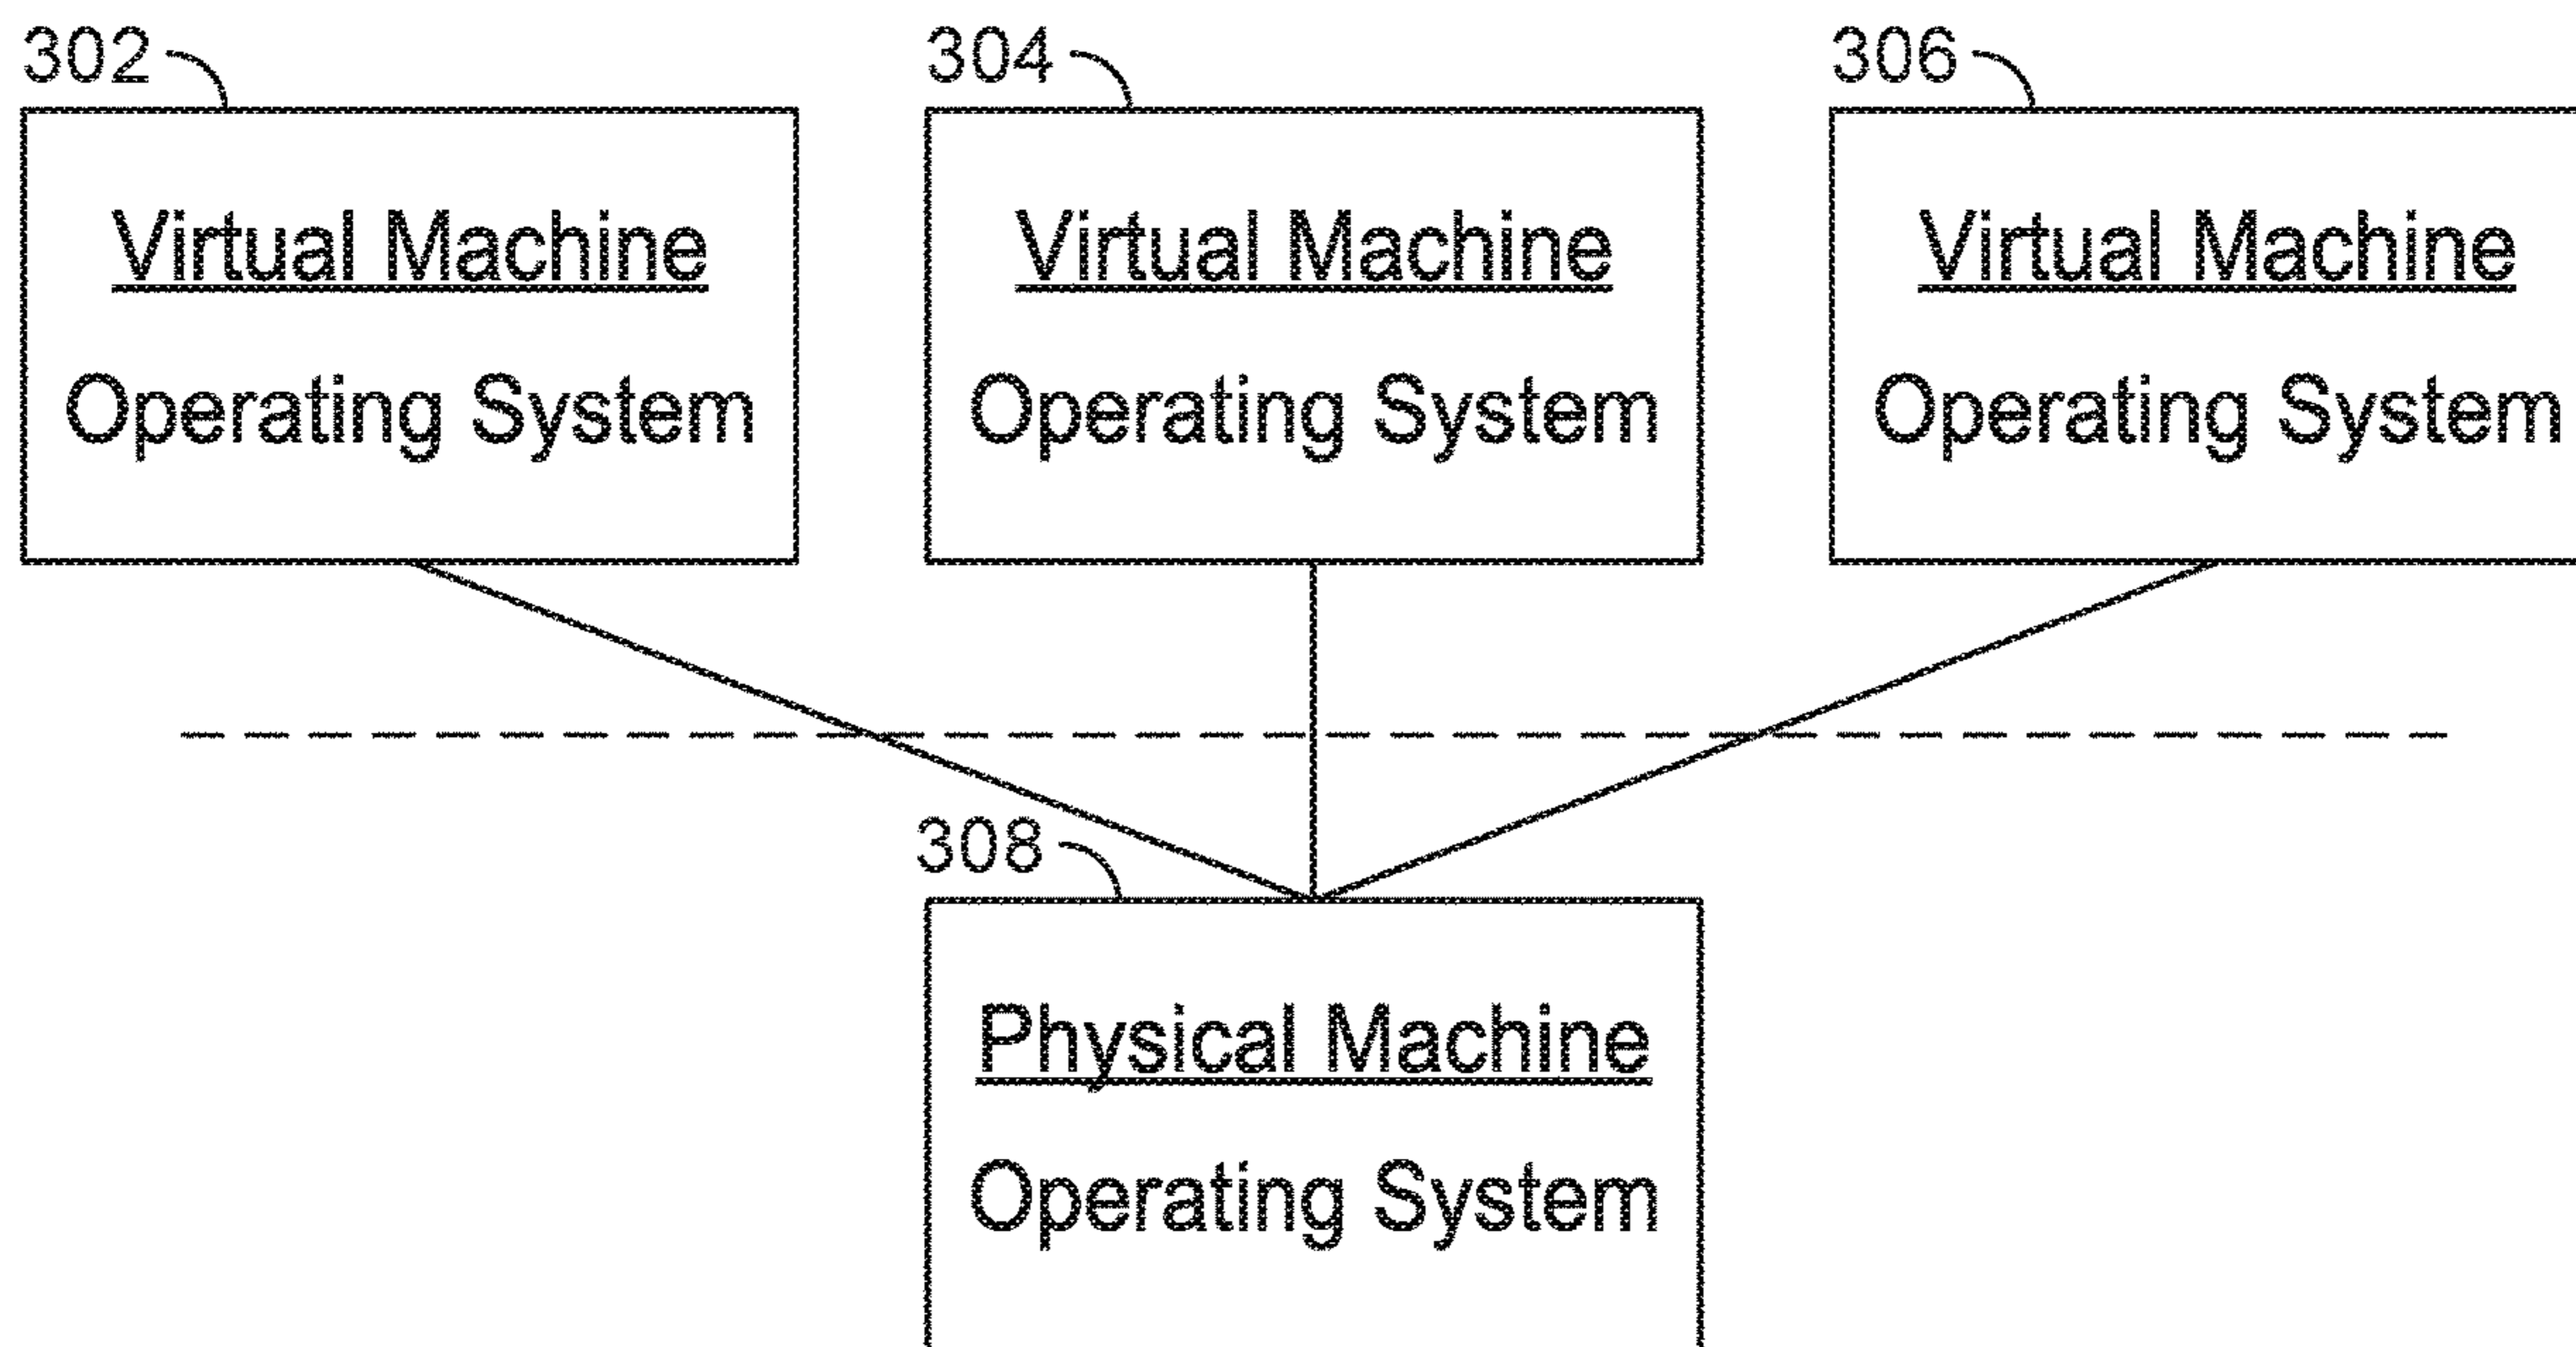 302
304
306
Virtual Machine
Operating System
Virtual Machine
Operating System
Virtual Machine
Operating System
308
Physical Machine
Operating System